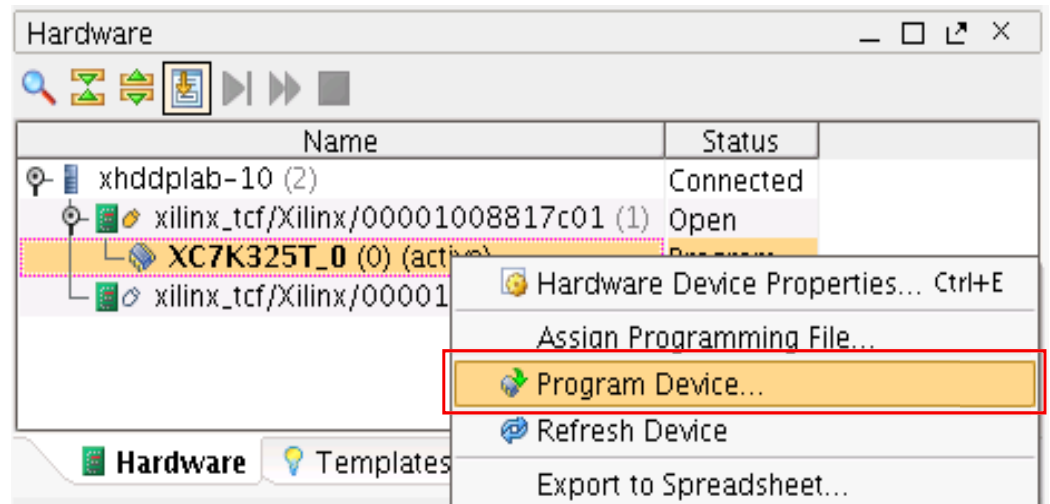 Hardware
Name Status
xhddplab-10 (2) Connected
xilinx_tcf/Xilinx/00001008817c01 (1) Open
XC7K325T_0 (0) (active)
xilinx_tcf/Xilinx/00001
Hardware Device Properties... Ctrl+E
Assign Programming File...
Program Device...
Refresh Device
Export to Spreadsheet...
Hardware Templates